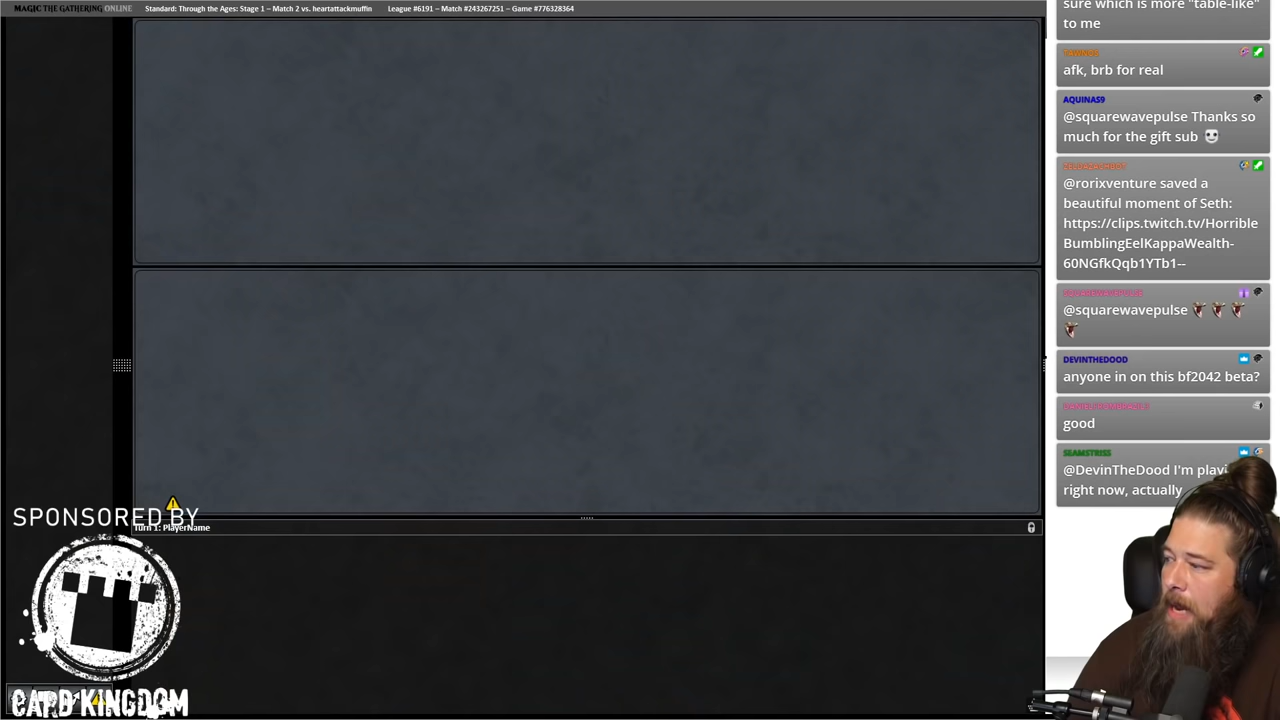 MAGIC THE GATHERING ONLINE
Standard: Through the Ages: Stage 1 – Match 2 vs. heartattackmuffin
League #6191 – Match #243267251 – Game #776328364
sure which is more "table-like"
to me
TAWNOS
afk, brb for real
AQUINAS9
@squarewavepulse Thanks so
much for the gift sub
@rorixventure saved a
beautiful moment of Seth:
https://clips.twitch.tv/Horrible
BumblingEelKappaWealth-
60NGfkQqb1YTb1--
SQUAREWAVEPULSE
@squarewavepulse
DEVINTHEDOOD
anyone in on this bf2042 beta?
good
SEAMSTRISS
@DevinTheDood I'm playi
right now, actually
SPONSORED BY
Turn 1: PlayerName
CARD KINGDOM